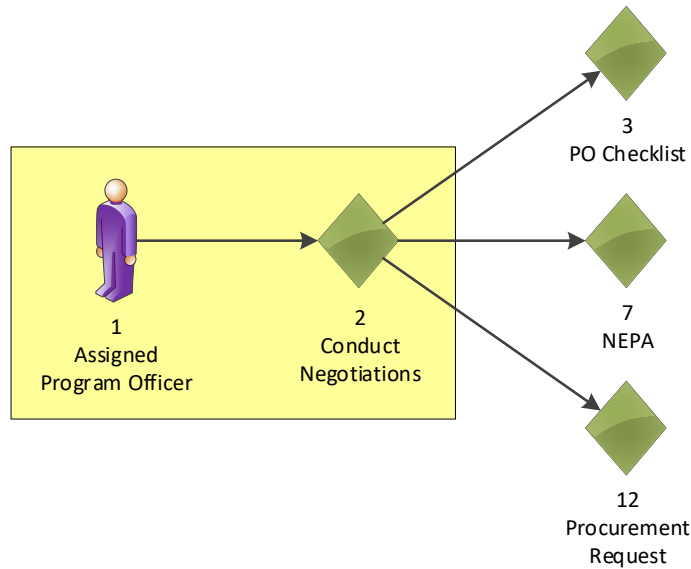 3
PO Checklist
1
Assigned
Program Officer
2
Conduct
Negotiations
7
NEPA
12
Procurement
Request